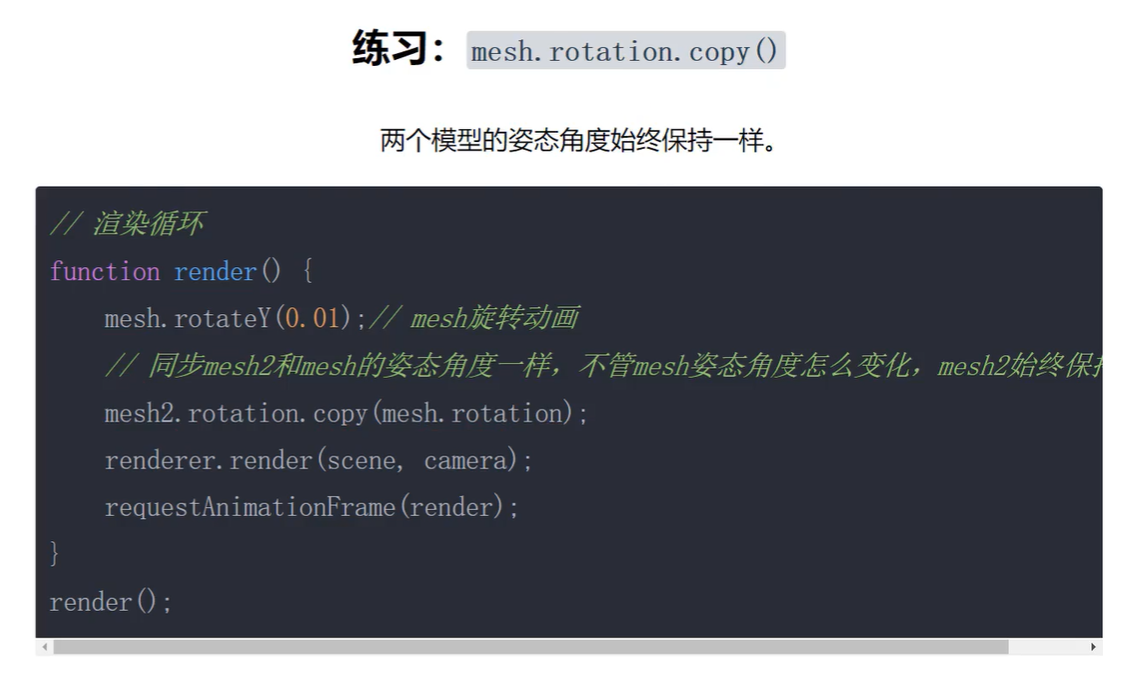 练习：mesh.rotation.copy()
两个模型的姿态角度始终保持一样。
// 渲染循环
function render() {
    mesh.rotateY(0.01);// mesh旋转动画
    // 同步mesh2和mesh的姿态角度一样，不管mesh姿态角度怎么变化，mesh2始终保
    mesh2.rotation.copy(mesh.rotation);
    renderer.render(scene, camera);
    requestAnimationFrame(render);
}
render();